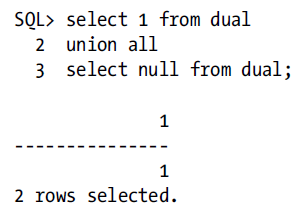 SQL> select 1 from dual
2 union all
3 select null from dual;
1
---------------
1
2 rows selected.